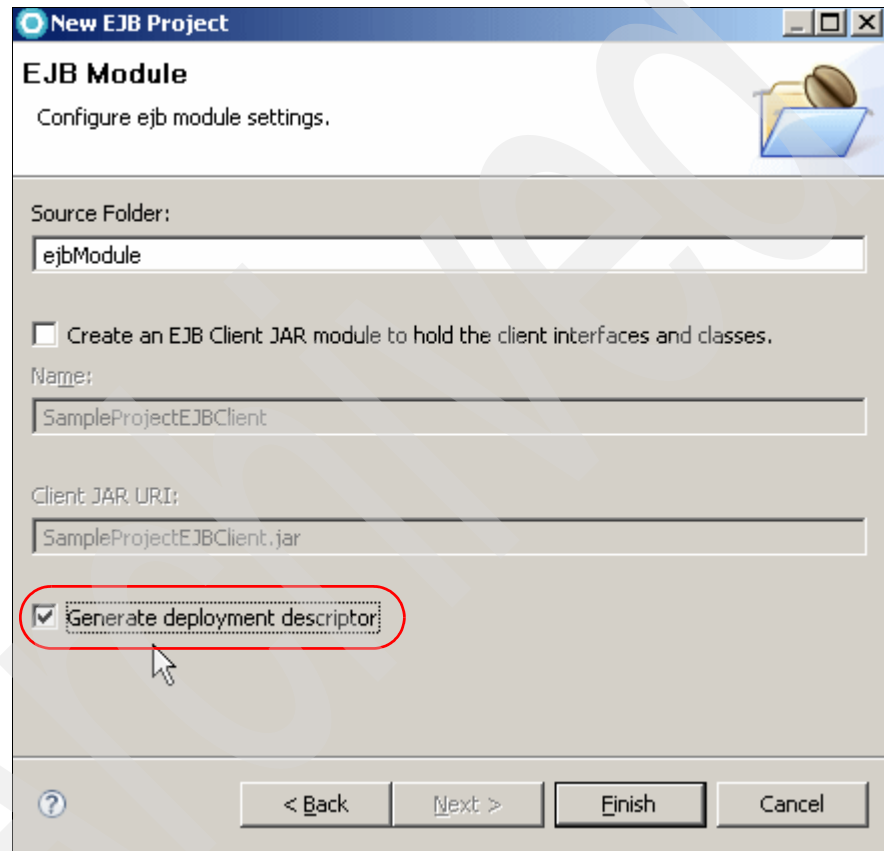 New EJB Project
EJB Module
Configure ejb module settings.
Source Folder:
ejbModule
Create an EJB Client JAR module to hold the client interfaces and classes.
Name:
SampleProjectEJBClient
Client JAR URI:
SampleProjectEJBClient.jar
Generate deployment descriptor
?
< Back
Next >
Finish
Cancel